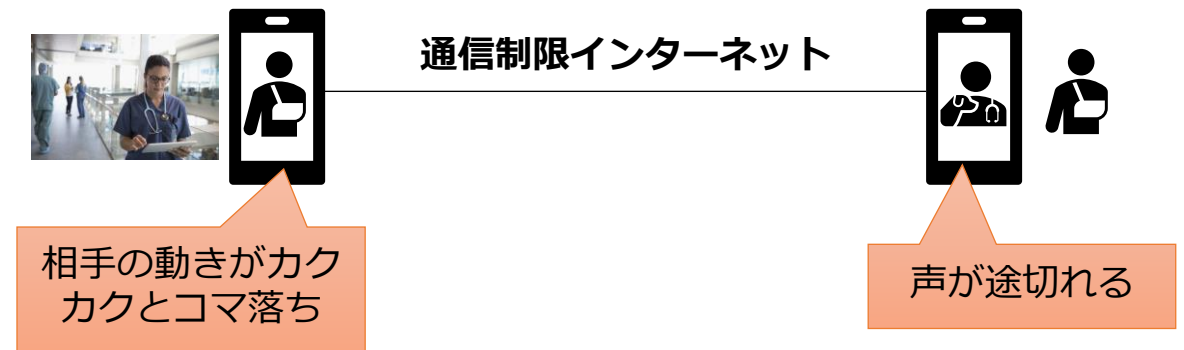 通信制限インターネット
相手の動きがカク
カクとコマ落ち
声が途切れる